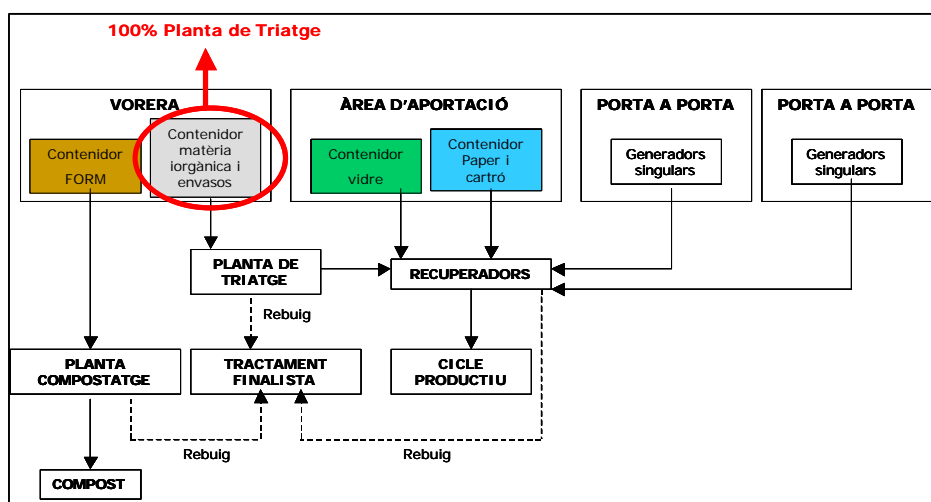 100% Planta de Triatge
VORERA
ÀREA D'APORTACIÓ
PORTA A PORTA
PORTA A PORTA
Contenidor
FORM
Contenidor
matèria
iorgànica i
envasos
Contenidor
vidre
Contenidor
Paper i
cartró
Generadors
singulars
Generadors
singulars
PLANTA DE
TRIATGE
RECUPERADORS
Rebuig
PLANTA
COMPOSTATGE
TRACTAMENT
FINALISTA
CICLE
PRODUCTIU
Rebuig
Rebuig
COMPOST